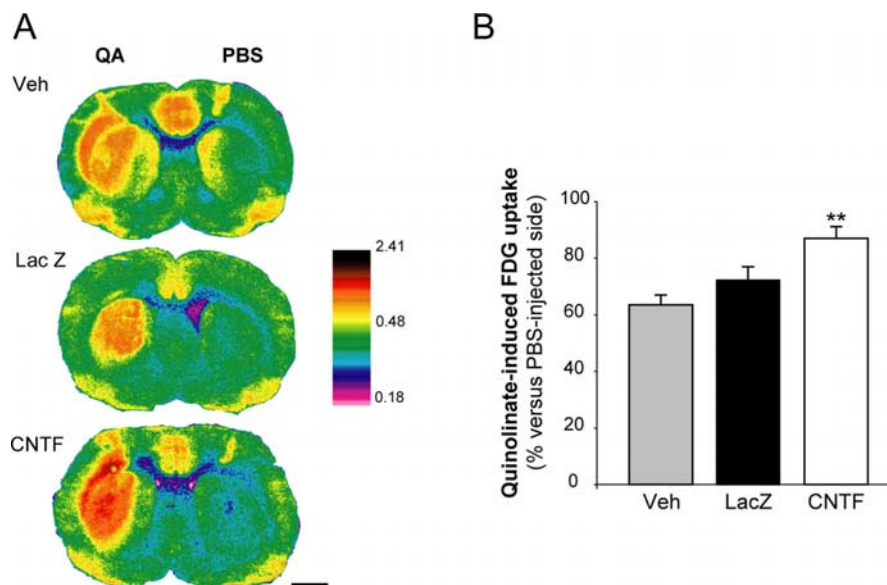 A
QA
PBS
Veh
Lac Z
CNTF
2.41
0.48
0.18
B
Quinolinate-induced FDG uptake
(% versus PBS-injected side)
100
80
60
40
20
0
**
Veh
LacZ
CNTF